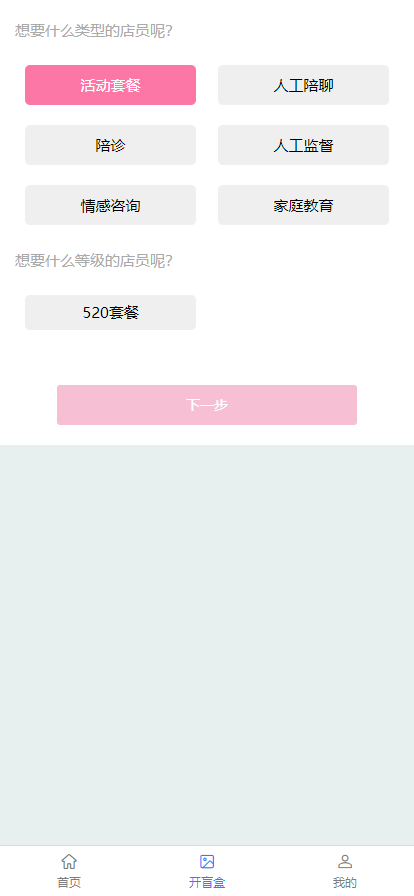 想要什么类型的店员呢?
活动套餐 人工陪聊
陪诊 人工监督
情感咨询 家庭教育
想要什么等级的店员呢?
520套餐
下一步
首页 开盲盒 我的